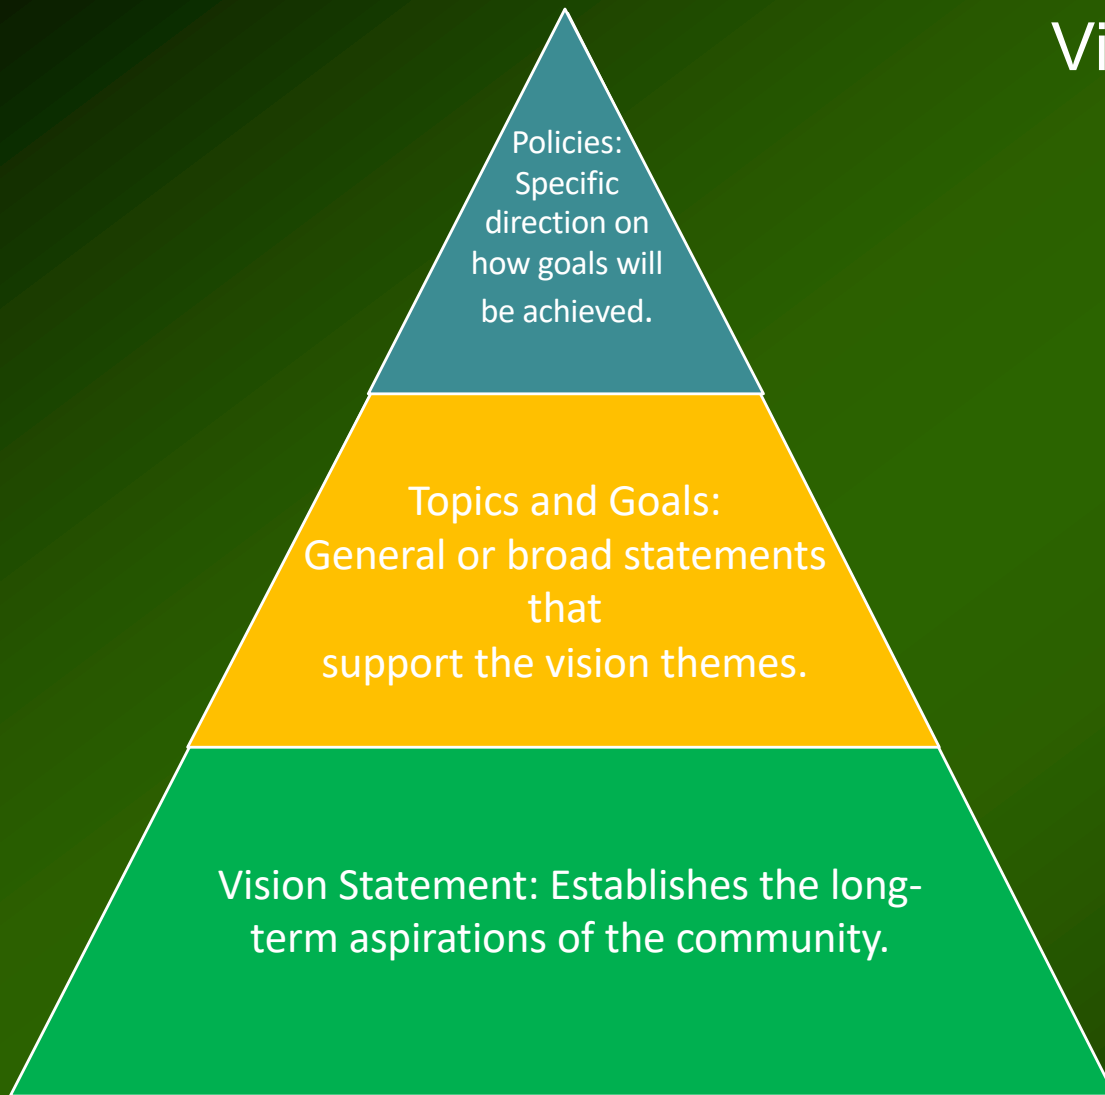 Vi
Policies:
Specific
direction on
how goals will
be achieved.
Topics and Goals:
General or broad statements
that
support the vision themes.
Vision Statement: Establishes the long-
term aspirations of the community.